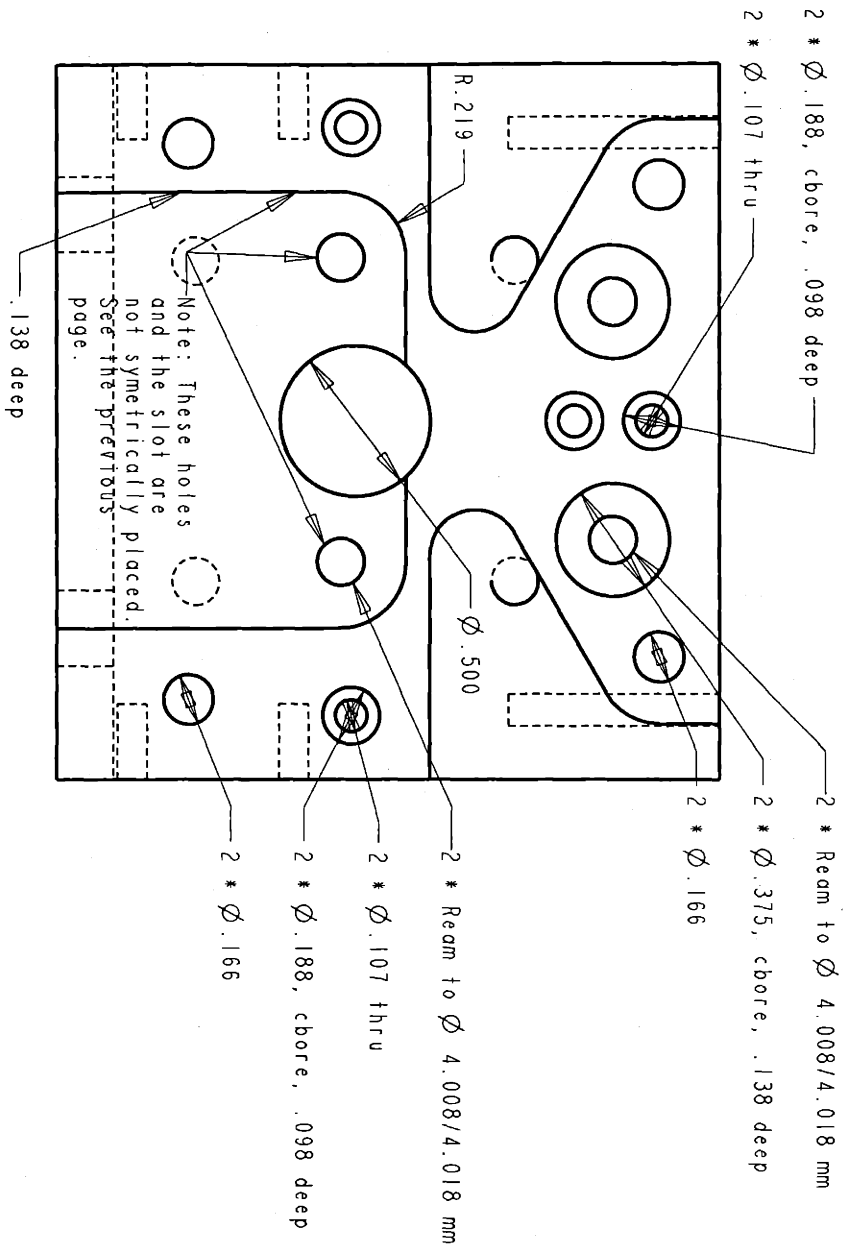 2 * Ø.188, cbore, .098 deep
2 * Ø.107 thru
R.219
Note: These holes
and the slot are
not symetrically placed.
See the previous
page.
.138 deep
Ø.500
2 * Ream to Ø 4.008/4.018 mm
2 * Ø.375, cbore, .138 deep
2 * Ø.166
2 * Ream to Ø 4.008/4.018 mm
2 * Ø.107 thru
2 * Ø.188, cbore, .098 deep
2 * Ø.166